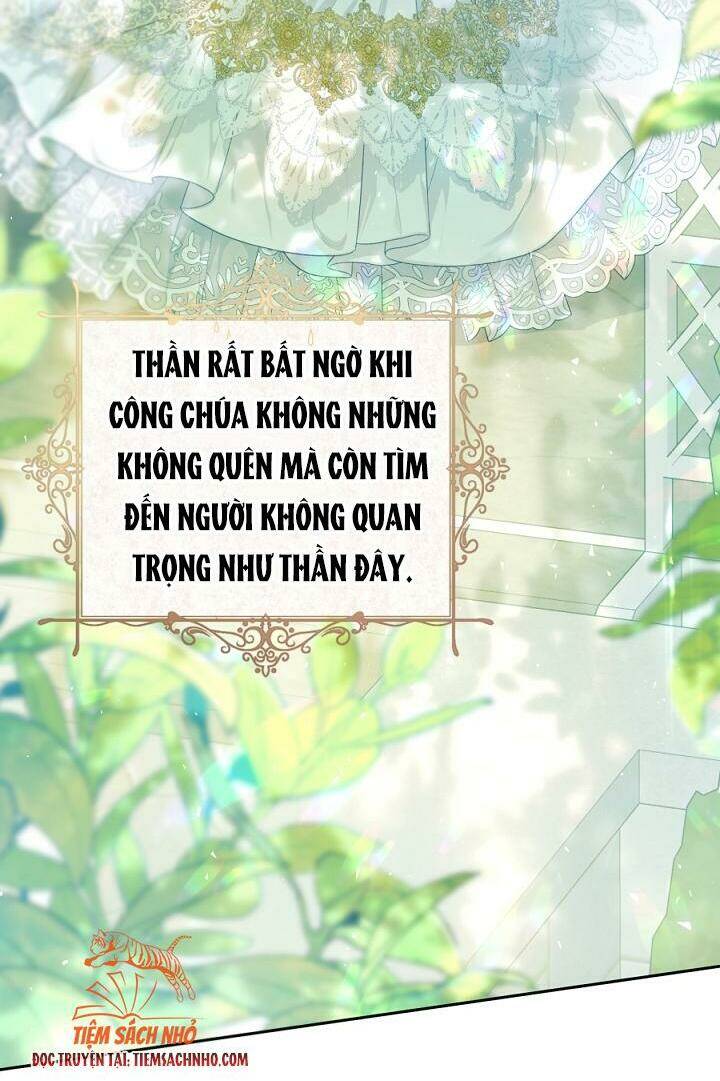 THẦN RẤT BẤT NGỜ KHI
CÔNG CHÚA KHÔNG NHỮNG
KHÔNG QUÊN MÀ CÒN TÌM
ĐẾN NGƯỜI KHÔNG QUAN
TRỌNG NHƯ THẦN ĐÂY.
TIỆM SÁCH NHỎ
ĐỌC TRUYỆN TẠI: TIEMSACHNHO.COM